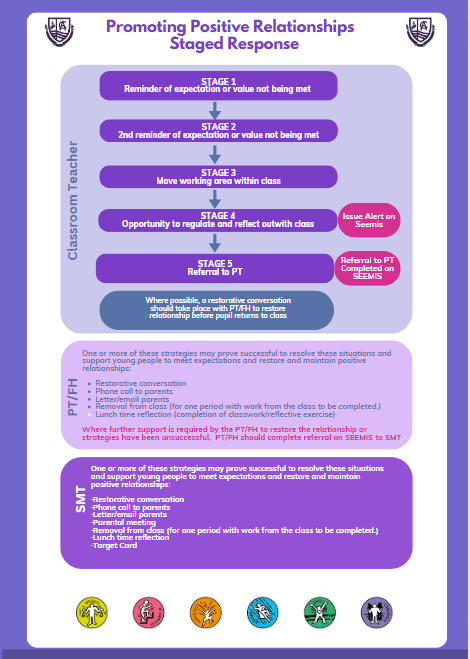 Promoting Positive Relationships
Staged Response
Classroom Teacher
STAGE 1
Reminder of expectation or value not being met
STAGE 2
2nd reminder of expectation or value not being met
STAGE 3
Move working area within class
STAGE 4
Opportunity to regulate and reflect outwith class
Issue Alert on
Seemis
STAGE 5
Referral to PT
Referral to PT
Completed on
SEEMIS
Where possible, a restorative conversation
should take place with PT/FH to restore
relationship before pupil returns to class
PT/FH
One or more of these strategies may prove successful to resolve these situations and
support young people to meet expectations and restore and maintain positive
relationships:
• Restorative conversation
• Phone call to parents
• Letter/email parents
• Removal from class (for one period with work from the class to be completed.)
• Lunch time reflection (completion of classwork/reflective exercise)
Where further support is required by the PT/FH to restore the relationship or
strategies have been unsuccessful, PT/FH should complete referral on SEEMIS to SMT
SMT
One or more of these strategies may prove successful to resolve these situations
and support young people to meet expectations and restore and maintain
positive relationships:
-Restorative conversation
-Phone call to parents
-Letter/email parents
-Parental meeting
-Removal from class (for one period with work from the class to be completed.)
-Lunch time reflection
-Target Card